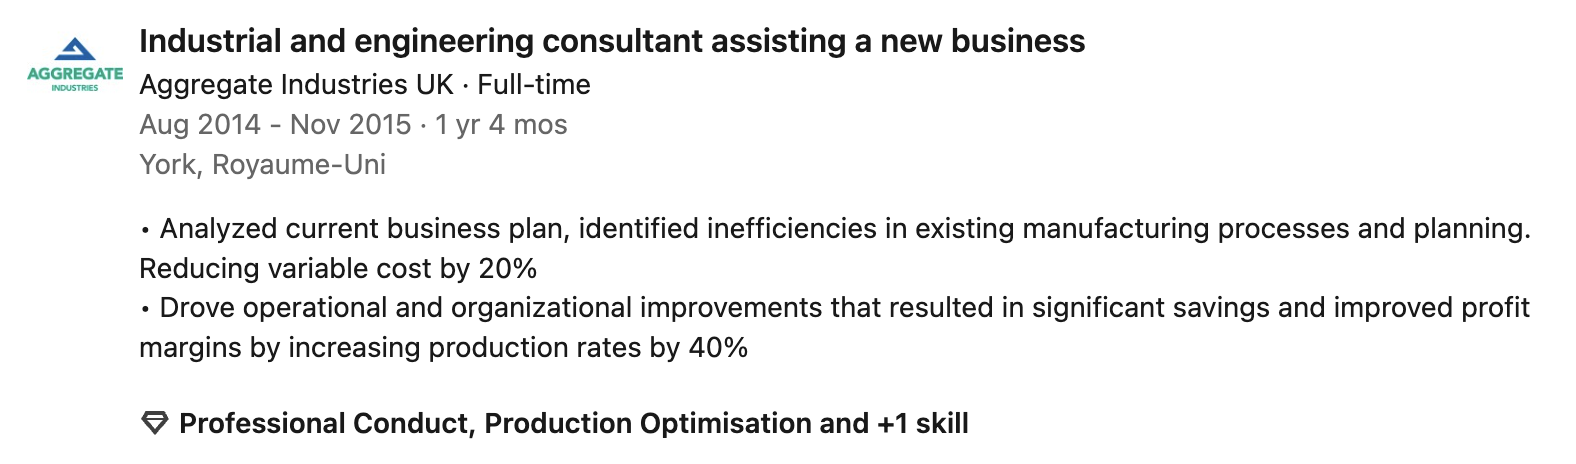 AGGREGATE
INDUSTRIES
Industrial and engineering consultant assisting a new business
Aggregate Industries UK · Full-time
Aug 2014 - Nov 2015 · 1 yr 4 mos
York, Royaume-Uni
• Analyzed current business plan, identified inefficiencies in existing manufacturing processes and planning.
Reducing variable cost by 20%
• Drove operational and organizational improvements that resulted in significant savings and improved profit
margins by increasing production rates by 40%
Professional Conduct, Production Optimisation and +1 skill